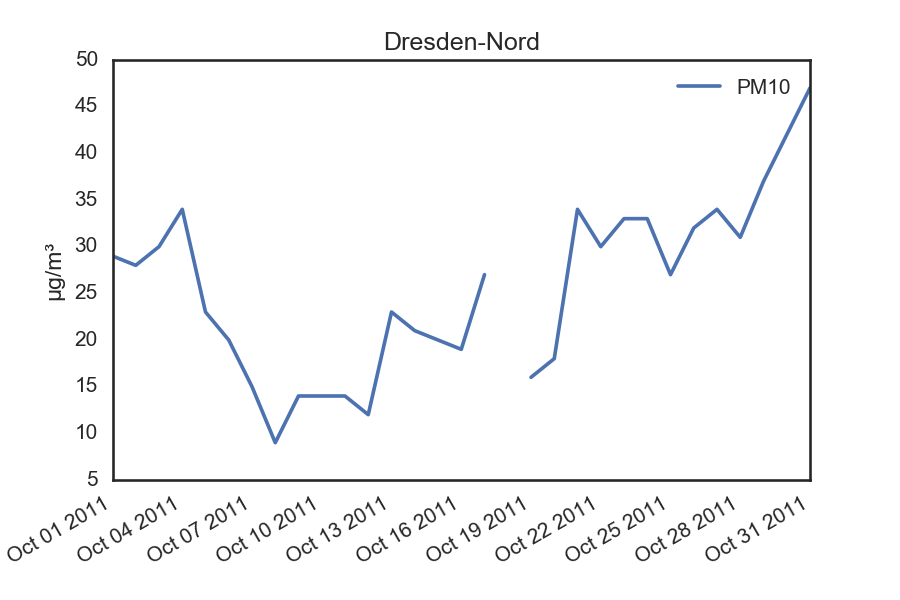 Dresden-Nord
PM10
µg/m³
50
45
40
35
30
25
20
15
10
5
Oct 01 2011
Oct 04 2011
Oct 07 2011
Oct 10 2011
Oct 13 2011
Oct 16 2011
Oct 19 2011
Oct 22 2011
Oct 25 2011
Oct 28 2011
Oct 31 2011